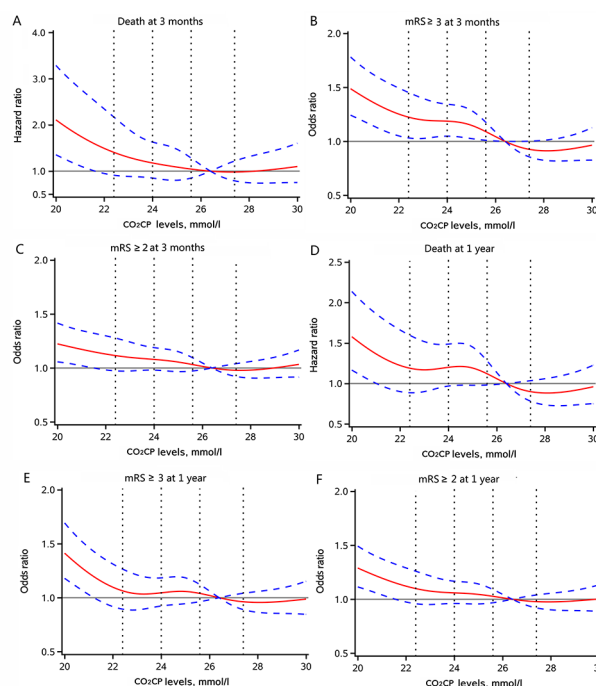 A
Death at 3 months
Hazard ratio
4.0
3.0
2.0
1.0
0.5
20 22 24 26 28 30
CO₂CP levels, mmol/l
B
mRS ≥ 3 at 3 months
Odds ratio
2.0
1.5
1.0
0.5
20 22 24 26 28 30
CO₂CP levels, mmol/l
C
mRS ≥ 2 at 3 months
Odds ratio
2.0
1.5
1.0
0.5
20 22 24 26 28 30
CO₂CP levels, mmol/l
D
Death at 1 year
Hazard ratio
2.5
2.0
1.5
1.0
0.5
20 22 24 26 28 30
CO₂CP levels, mmol/l
E
mRS ≥ 3 at 1 year
Odds ratio
2.0
1.5
1.0
0.5
20 22 24 26 28 30
CO₂CP levels, mmol/l
F
mRS ≥ 2 at 1 year
Odds ratio
2.0
1.5
1.0
0.5
20 22 24 26 28 30
CO₂CP levels, mmol/l